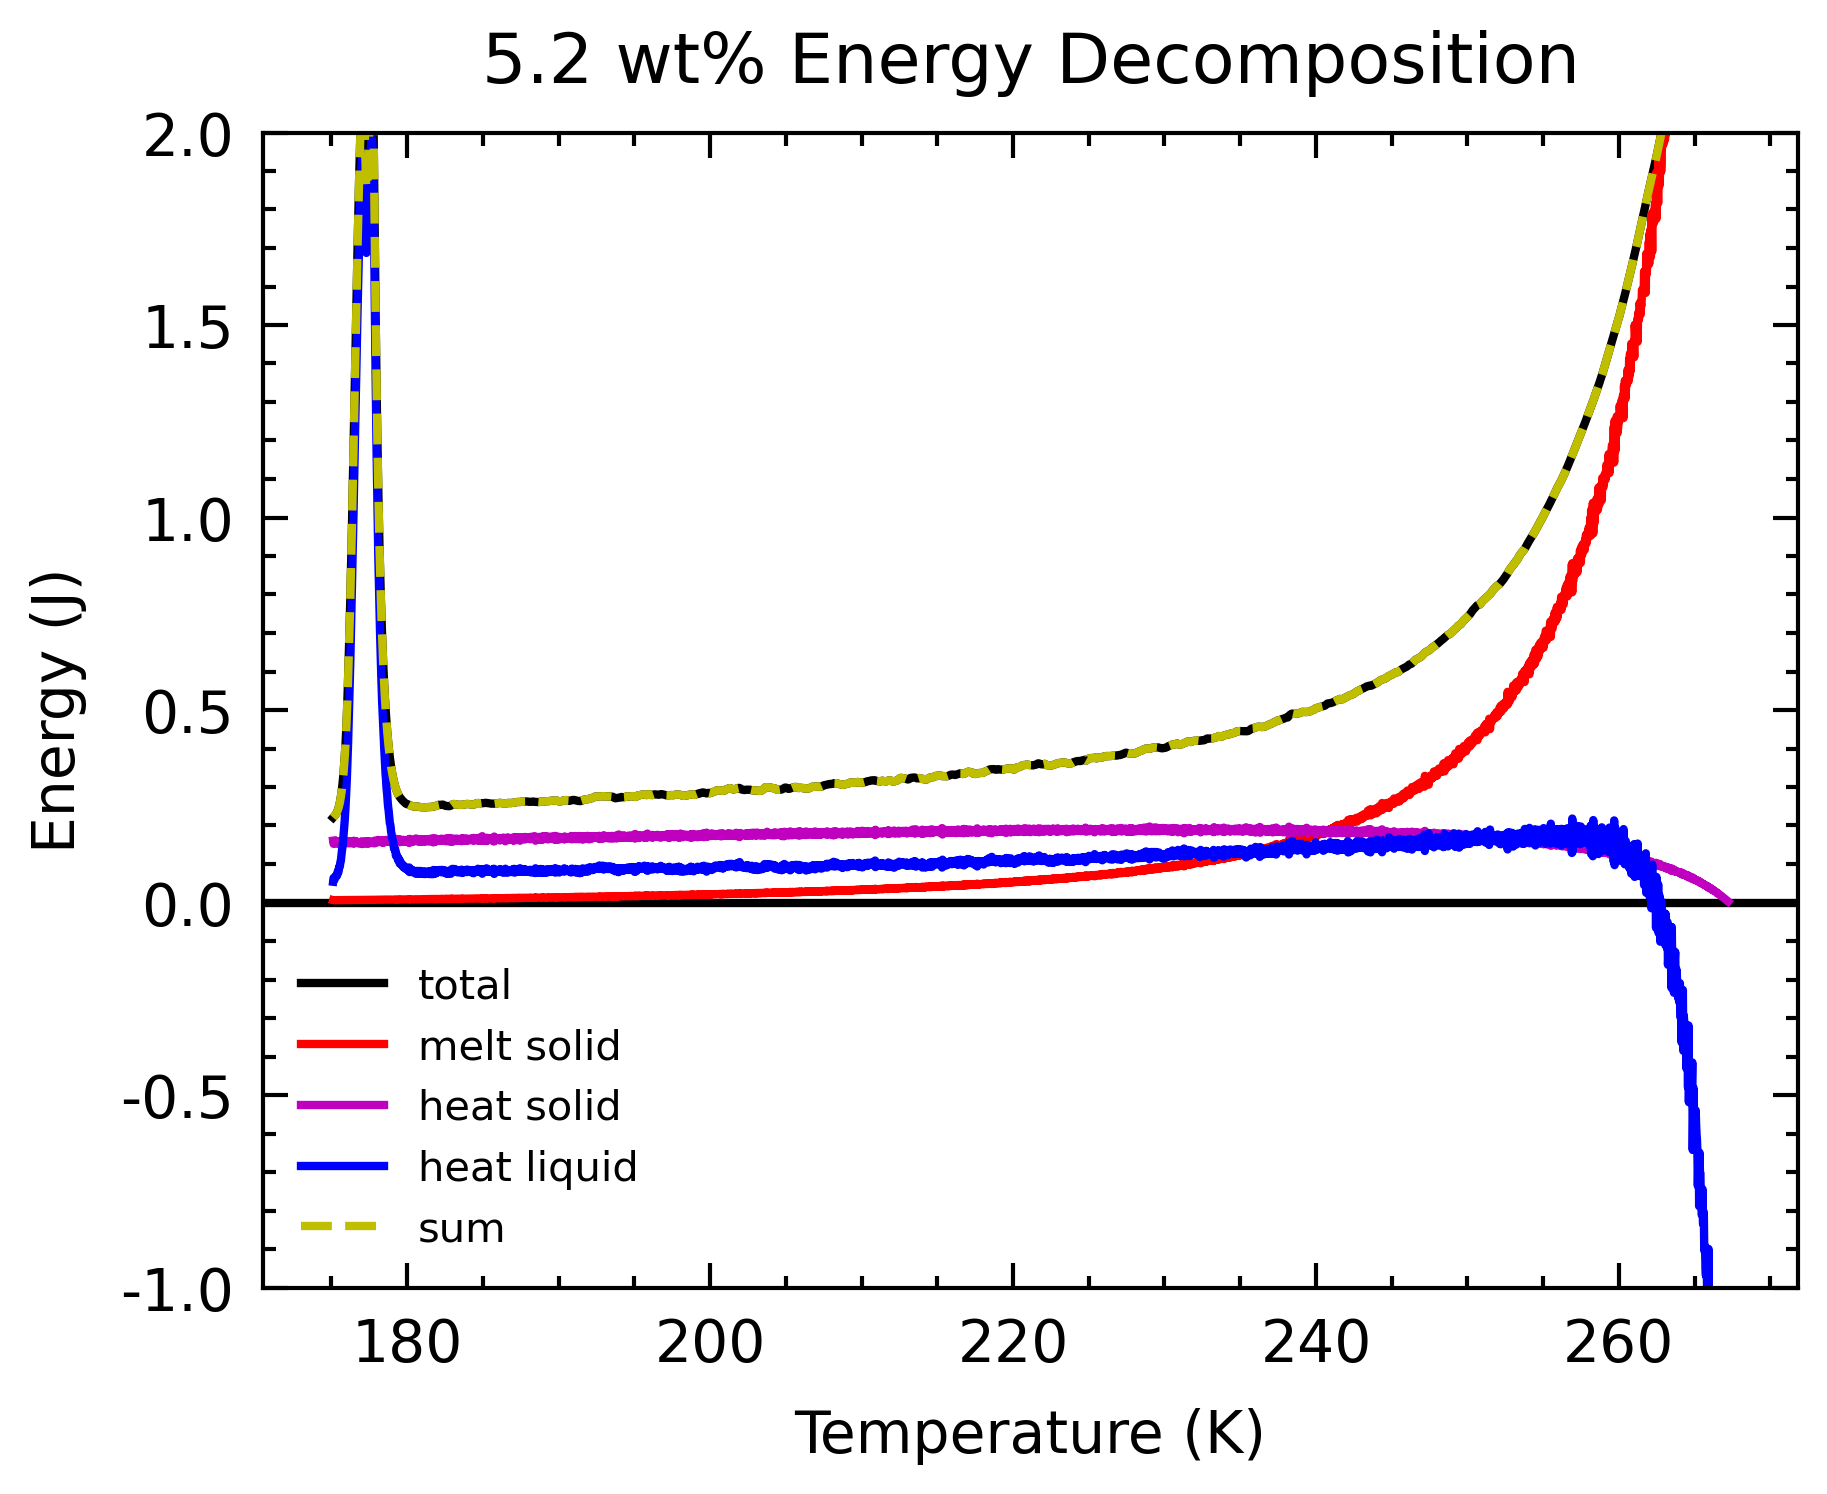 5.2 wt% Energy Decomposition
2.0
1.5
1.0
0.5
0.0
-0.5
-1.0
Energy (J)
total
melt solid
heat solid
heat liquid
sum
180 200 220 240 260
Temperature (K)